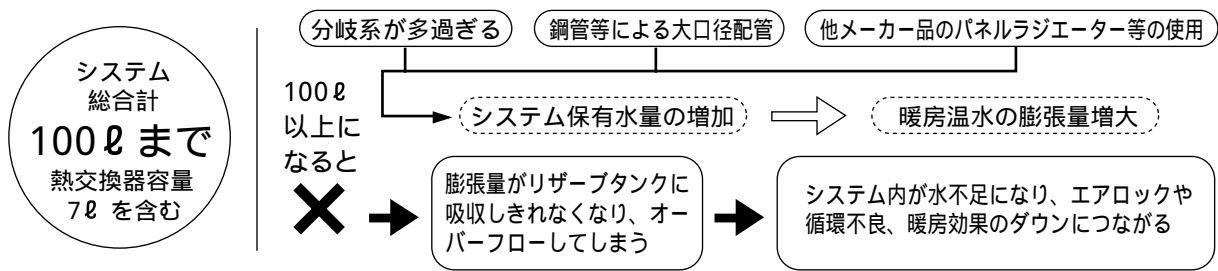 システム
総合計
100ℓまで
熱交換器容量
7ℓ を含む
分岐系が多過ぎる
鋼管等による大口径配管
他メーカー品のパネルラジエーター等の使用
100ℓ
以上に
なると
システム保有水量の増加
暖房温水の膨張量増大
膨張量がリザーブタンクに
吸収しきれなくなり、オー
バーフローしてしまう
システム内が水不足になり、エアロックや
循環不良、暖房効果のダウンにつながる